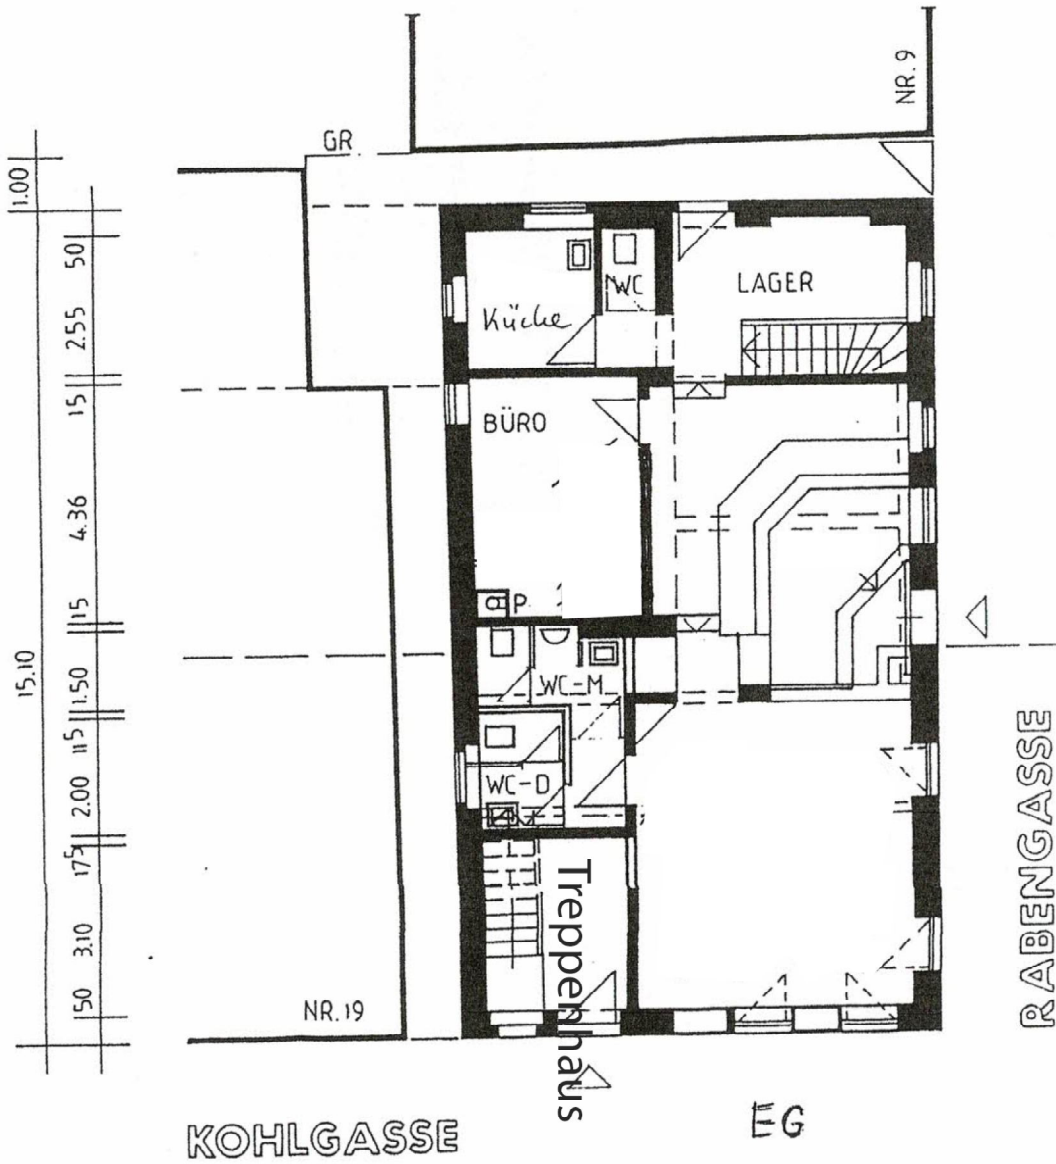 NR. 9
GR
1.00
50
2.55
15
4.36
15
1.50
11⁵
2.00
17⁵
3.10
50
15.10
WC
LAGER
Küche
BÜRO
P.
WC-M
WC-D
Treppenhaus
NR. 19
RABENGASSE
KOHLGASSE
EG